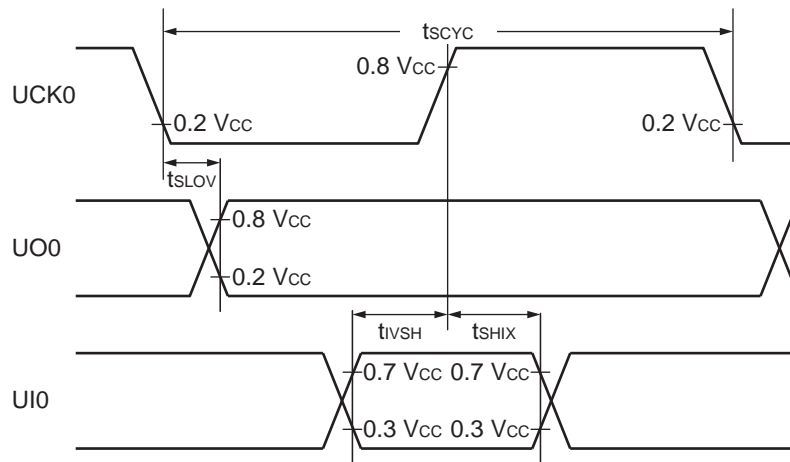 tSCYC
UCK0
0.8 VCC
0.2 VCC
0.2 VCC
tSLOV
UO0
0.8 VCC
0.2 VCC
tIVSH
tSHIX
UI0
0.7 VCC
0.7 VCC
0.3 VCC
0.3 VCC